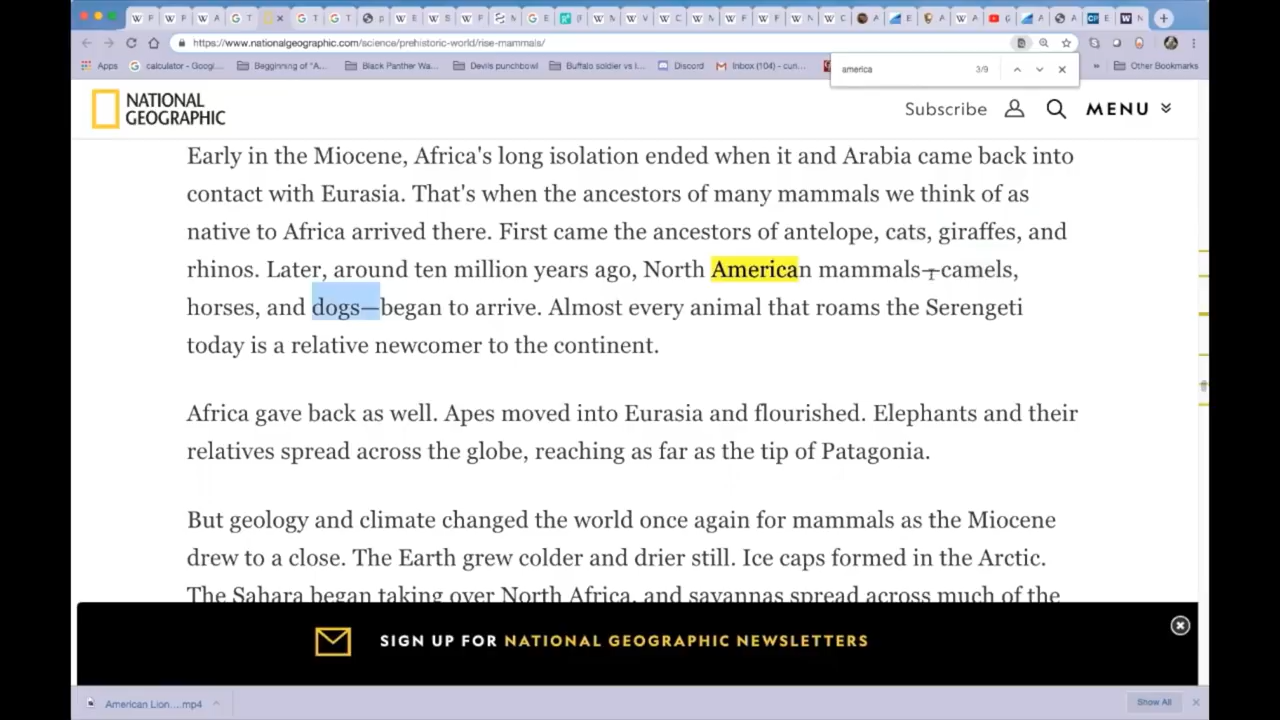 https://www.nationalgeographic.com/science/prehistoric-world/rise-mammals/
Apps
calculator - Googl...
Begginning of "A...
Black Panther Wa...
Devils punchbowl
Buffalo soldier vs I...
Discord
Inbox (104) - curi...
Other Bookmarks
america
3/9
NATIONAL
GEOGRAPHIC
Subscribe
MENU
Early in the Miocene, Africa's long isolation ended when it and Arabia came back into
contact with Eurasia. That's when the ancestors of many mammals we think of as
native to Africa arrived there. First came the ancestors of antelope, cats, giraffes, and
rhinos. Later, around ten million years ago, North American mammals—camels,
horses, and dogs—began to arrive. Almost every animal that roams the Serengeti
today is a relative newcomer to the continent.
Africa gave back as well. Apes moved into Eurasia and flourished. Elephants and their
relatives spread across the globe, reaching as far as the tip of Patagonia.
But geology and climate changed the world once again for mammals as the Miocene
drew to a close. The Earth grew colder and drier still. Ice caps formed in the Arctic.
The Sahara began taking over North Africa, and savannas spread across much of the
SIGN UP FOR NATIONAL GEOGRAPHIC NEWSLETTERS
American Lion....mp4
Show All